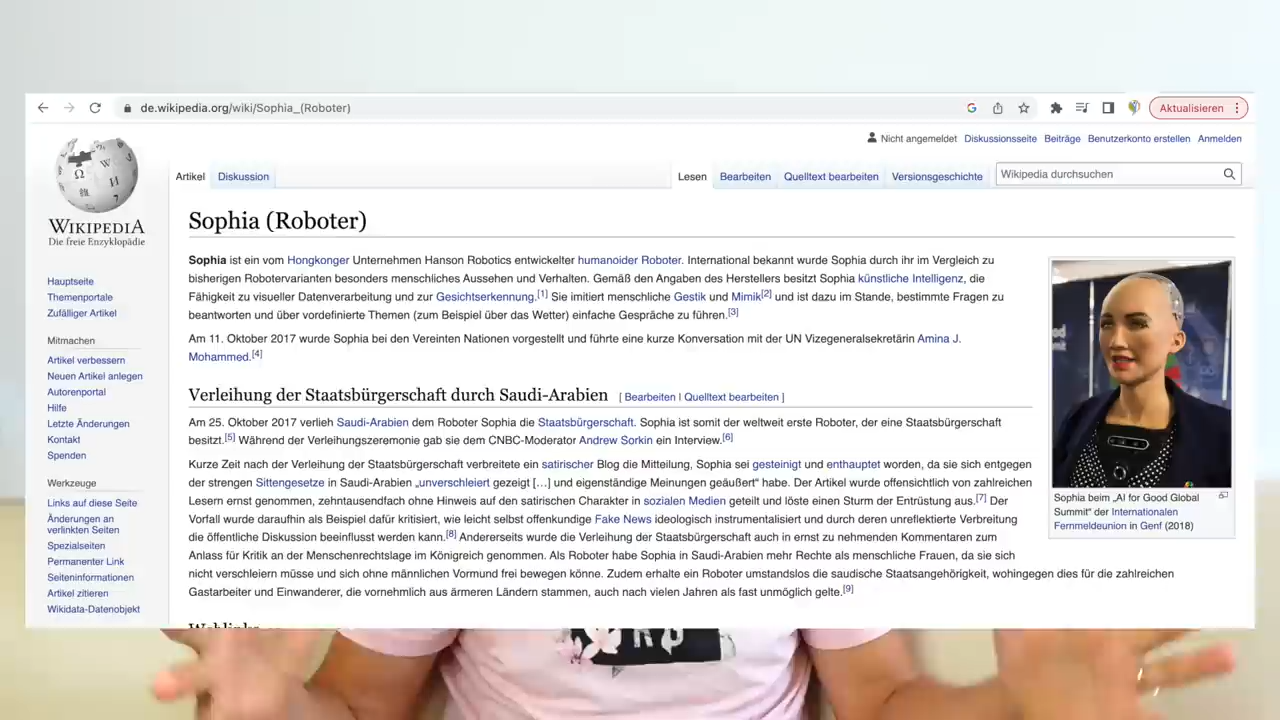 de.wikipedia.org/wiki/Sophia_(Roboter)
Aktualisieren
Nicht angemeldet Diskussionsseite Beiträge Benutzerkonto erstellen Anmelden
Artikel Diskussion Lesen Bearbeiten Quelltext bearbeiten Versionsgeschichte Wikipedia durchsuchen
WIKIPEDIA
Die freie Enzyklopädie
Hauptseite
Themenportale
Zufälliger Artikel
Mitmachen
Artikel verbessern
Neuen Artikel anlegen
Autorenportal
Hilfe
Letzte Änderungen
Kontakt
Spenden
Werkzeuge
Links auf diese Seite
Änderungen an
verlinkten Seiten
Spezialseiten
Permanenter Link
Seiteninformationen
Artikel zitieren
Wikidata-Datenobjekt
Sophia (Roboter)
Sophia ist ein vom Hongkonger Unternehmen Hanson Robotics entwickelter humanoider Roboter. International bekannt wurde Sophia durch ihr im Vergleich zu
bisherigen Robotervarianten besonders menschliches Aussehen und Verhalten. Gemäß den Angaben des Herstellers besitzt Sophia künstliche Intelligenz, die
Fähigkeit zu visueller Datenverarbeitung und zur Gesichtserkennung.[1] Sie imitiert menschliche Gestik und Mimik[2] und ist dazu im Stande, bestimmte Fragen zu
beantworten und über vordefinierte Themen (zum Beispiel über das Wetter) einfache Gespräche zu führen.[3]
Am 11. Oktober 2017 wurde Sophia bei den Vereinten Nationen vorgestellt und führte eine kurze Konversation mit der UN Vizegeneralsekretärin Amina J.
Mohammed.[4]
Verleihung der Staatsbürgerschaft durch Saudi-Arabien [ Bearbeiten | Quelltext bearbeiten ]
Am 25. Oktober 2017 verlieh Saudi-Arabien dem Roboter Sophia die Staatsbürgerschaft. Sophia ist somit der weltweit erste Roboter, der eine Staatsbürgerschaft
besitzt.[5] Während der Verleihungszeremonie gab sie dem CNBC-Moderator Andrew Sorkin ein Interview.[6]
Kurze Zeit nach der Verleihung der Staatsbürgerschaft verbreitete ein satirischer Blog die Mitteilung, Sophia sei gesteinigt und enthauptet worden, da sie sich entgegen
der strengen Sittengesetze in Saudi-Arabien „unverschleiert gezeigt […] und eigenständige Meinungen geäußert“ habe. Der Artikel wurde offensichtlich von zahlreichen
Lesern ernst genommen, zehntausendfach ohne Hinweis auf den satirischen Charakter in sozialen Medien geteilt und löste einen Sturm der Entrüstung aus.[7] Der
Vorfall wurde daraufhin als Beispiel dafür kritisiert, wie leicht selbst offenkundige Fake News ideologisch instrumentalisiert und durch deren unreflektierte Verbreitung
die öffentliche Diskussion beeinflusst werden kann.[8] Andererseits wurde die Verleihung der Staatsbürgerschaft auch in ernst zu nehmenden Kommentaren zum
Anlass für Kritik an der Menschenrechtslage im Königreich genommen. Als Roboter habe Sophia in Saudi-Arabien mehr Rechte als menschliche Frauen, da sie sich
nicht verschleiern müsse und sich ohne männlichen Vormund frei bewegen könne. Zudem erhalte ein Roboter umstandslos die saudische Staatsangehörigkeit, wohingegen dies für die zahlreichen
Gastarbeiter und Einwanderer, die vornehmlich aus ärmeren Ländern stammen, auch nach vielen Jahren als fast unmöglich gelte.[9]
Sophia beim „AI for Good Global
Summit“ der Internationalen
Fernmeldeunion in Genf (2018)